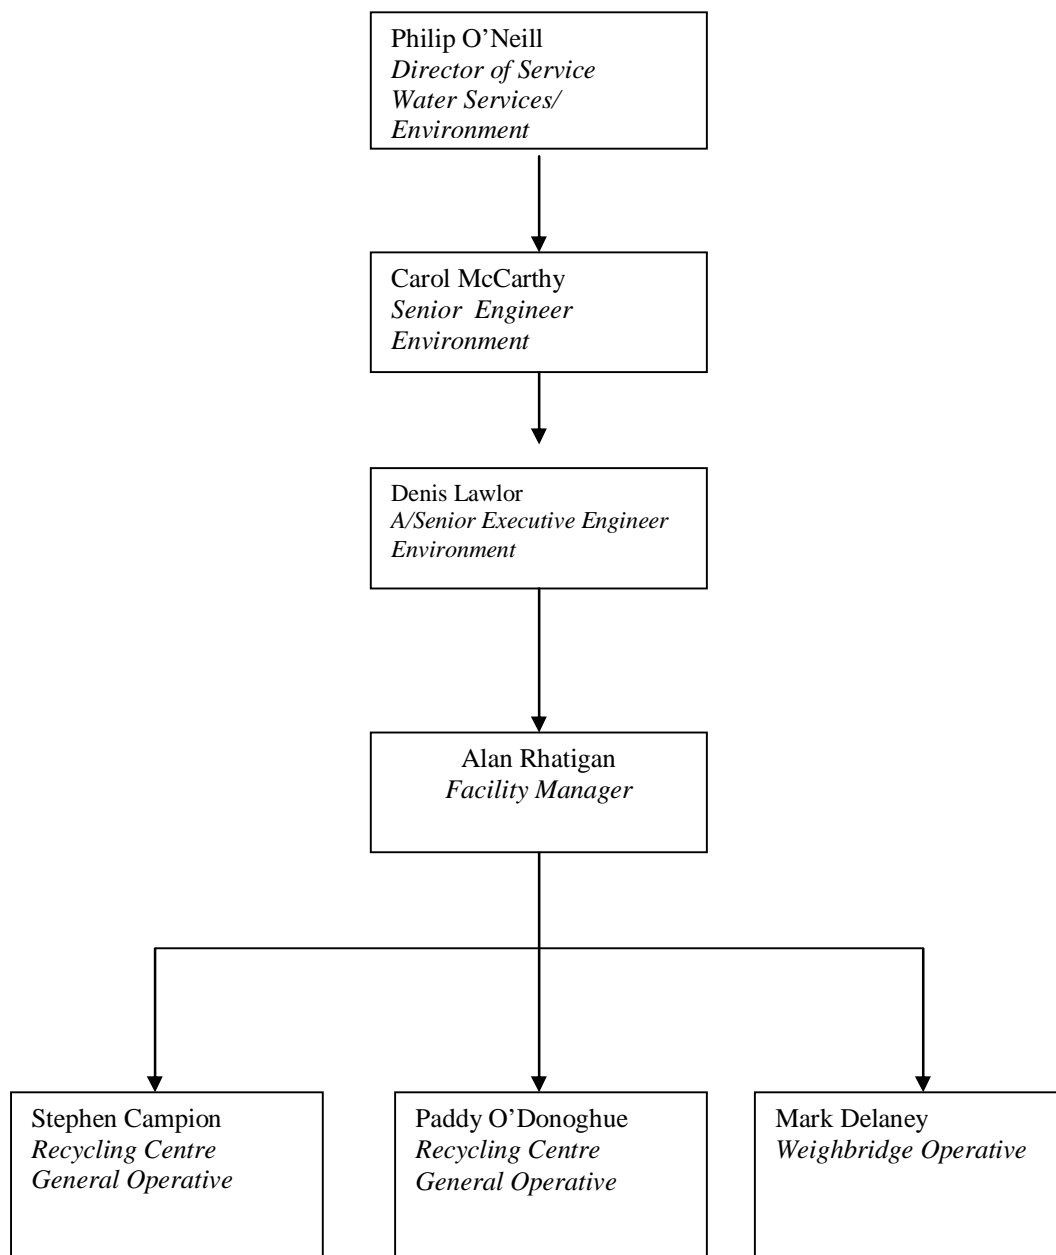 Philip O’Neill
Director of Service
Water Services/
Environment
Carol McCarthy
Senior  Engineer
Environment
Denis Lawlor
A/Senior Executive Engineer
Environment
Alan Rhatigan
Facility Manager
Stephen Campion
Recycling Centre
General Operative
Paddy O’Donoghue
Recycling Centre
General Operative
Mark Delaney
Weighbridge Operative